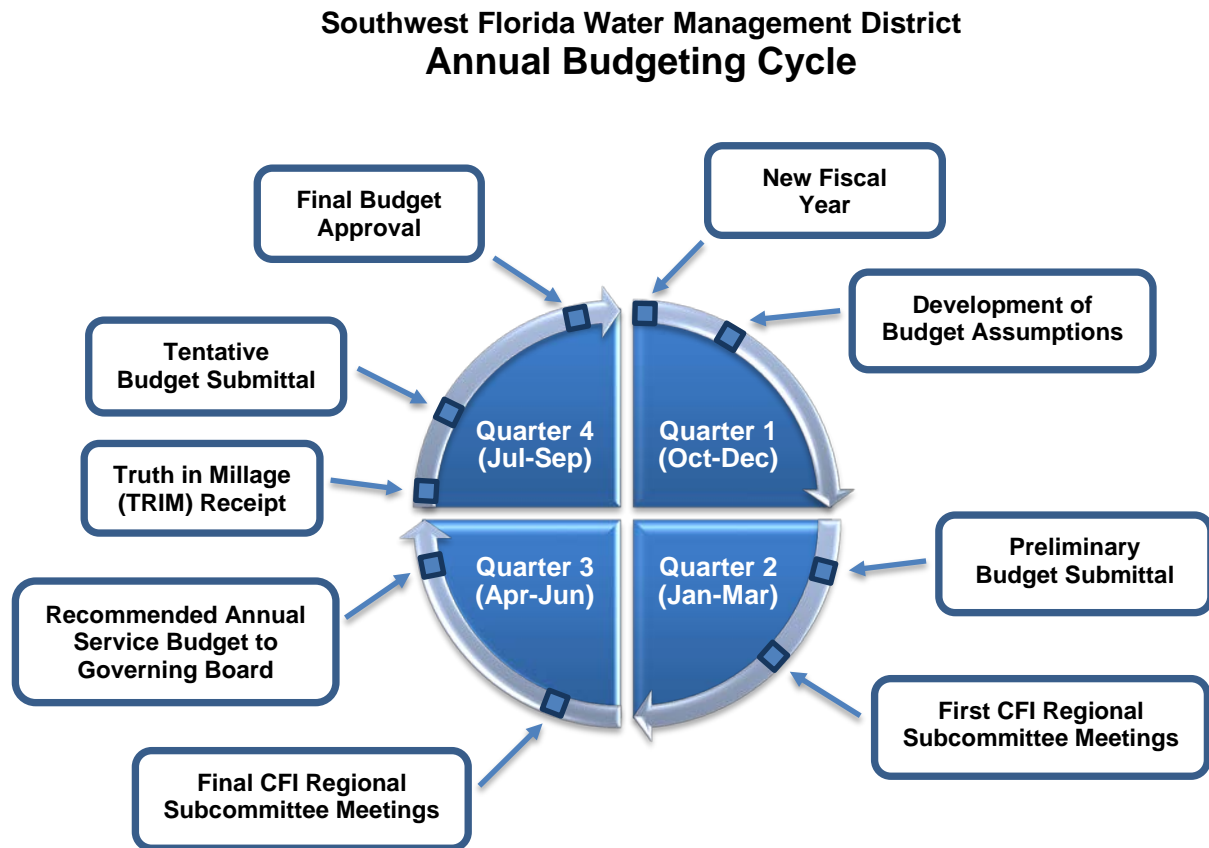 Southwest Florida Water Management District
Annual Budgeting Cycle
New Fiscal
Year
Development of
Budget Assumptions
Quarter 1
(Oct-Dec)
Preliminary
Budget Submittal
First CFI Regional
Subcommittee Meetings
Quarter 2
(Jan-Mar)
Final CFI Regional
Subcommittee Meetings
Recommended Annual
Service Budget to
Governing Board
Quarter 3
(Apr-Jun)
Truth in Millage
(TRIM) Receipt
Tentative
Budget Submittal
Final Budget
Approval
Quarter 4
(Jul-Sep)